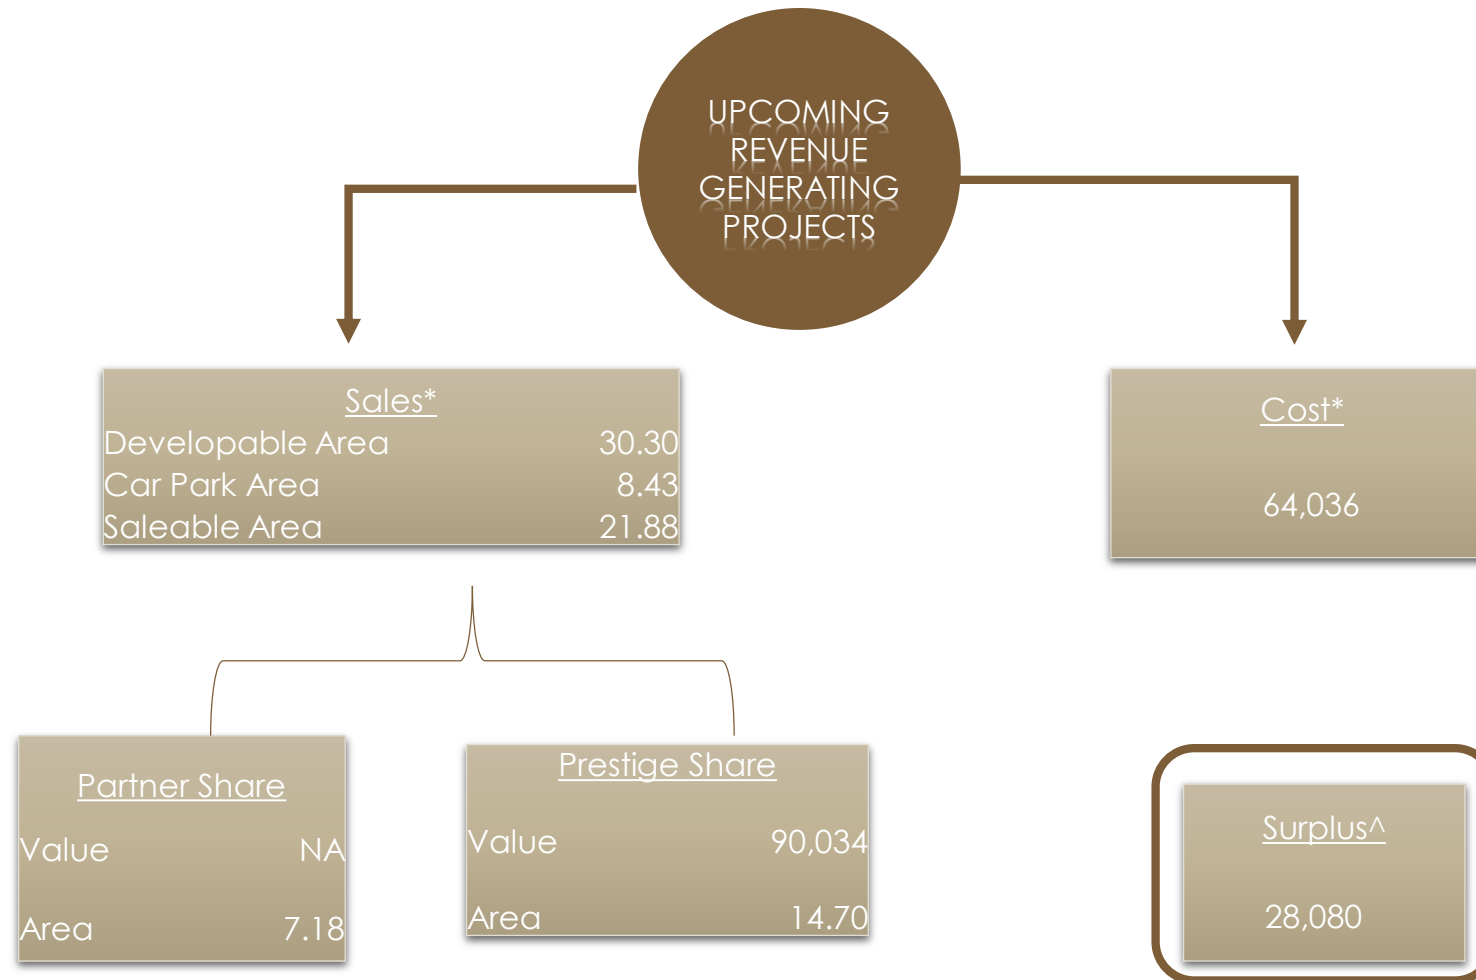 UPCOMING
REVENUE
GENERATING
PROJECTS
Sales*
Developable Area 30.30
Car Park Area 8.43
Saleable Area 21.88
Cost*
64,036
Partner Share
Value NA
Area 7.18
Prestige Share
Value 90,034
Area 14.70
Surplus^
28,080